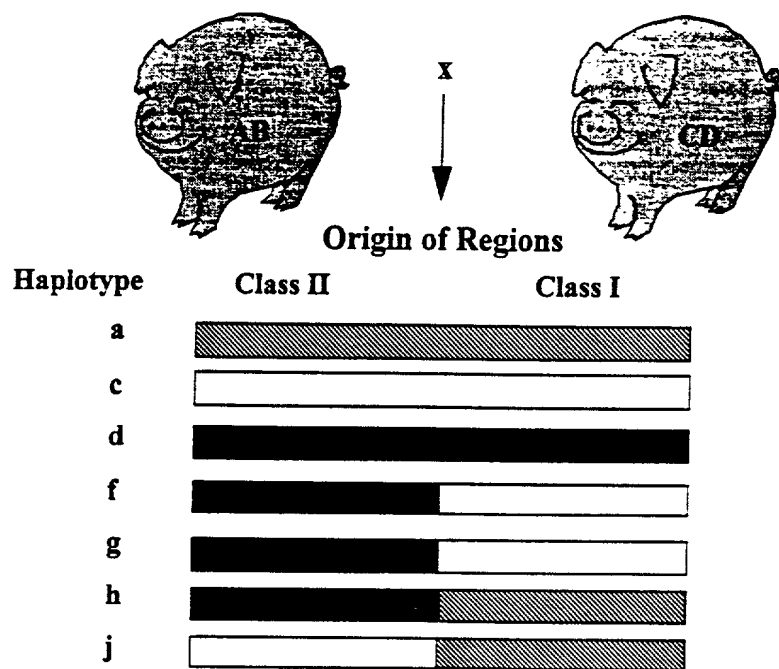 AB
x
CD
Origin of Regions
Haplotype Class II Class I
a
c
d
f
g
h
j